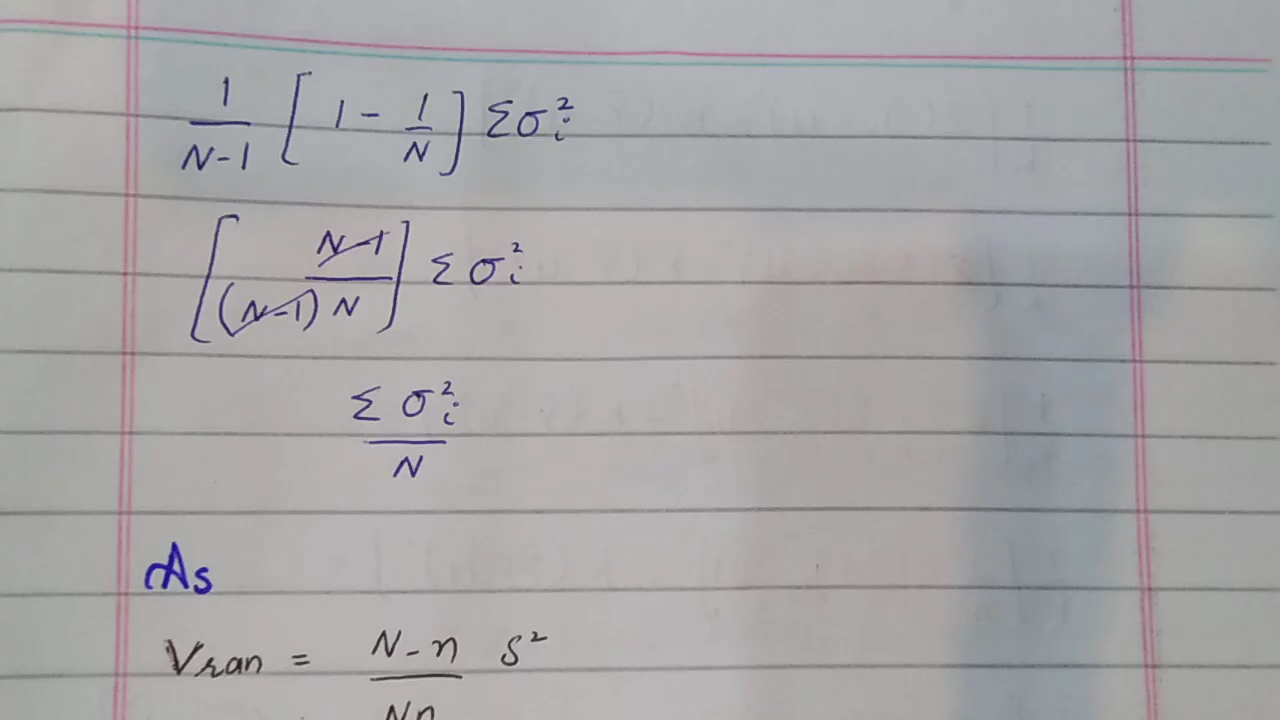 1/(N-1) [1 - 1/N] Σσᵢ²
[(N-1)/((N-1)N)] Σσᵢ²
Σσᵢ²/N
As
Vran = (N-n)/(Nn) S²